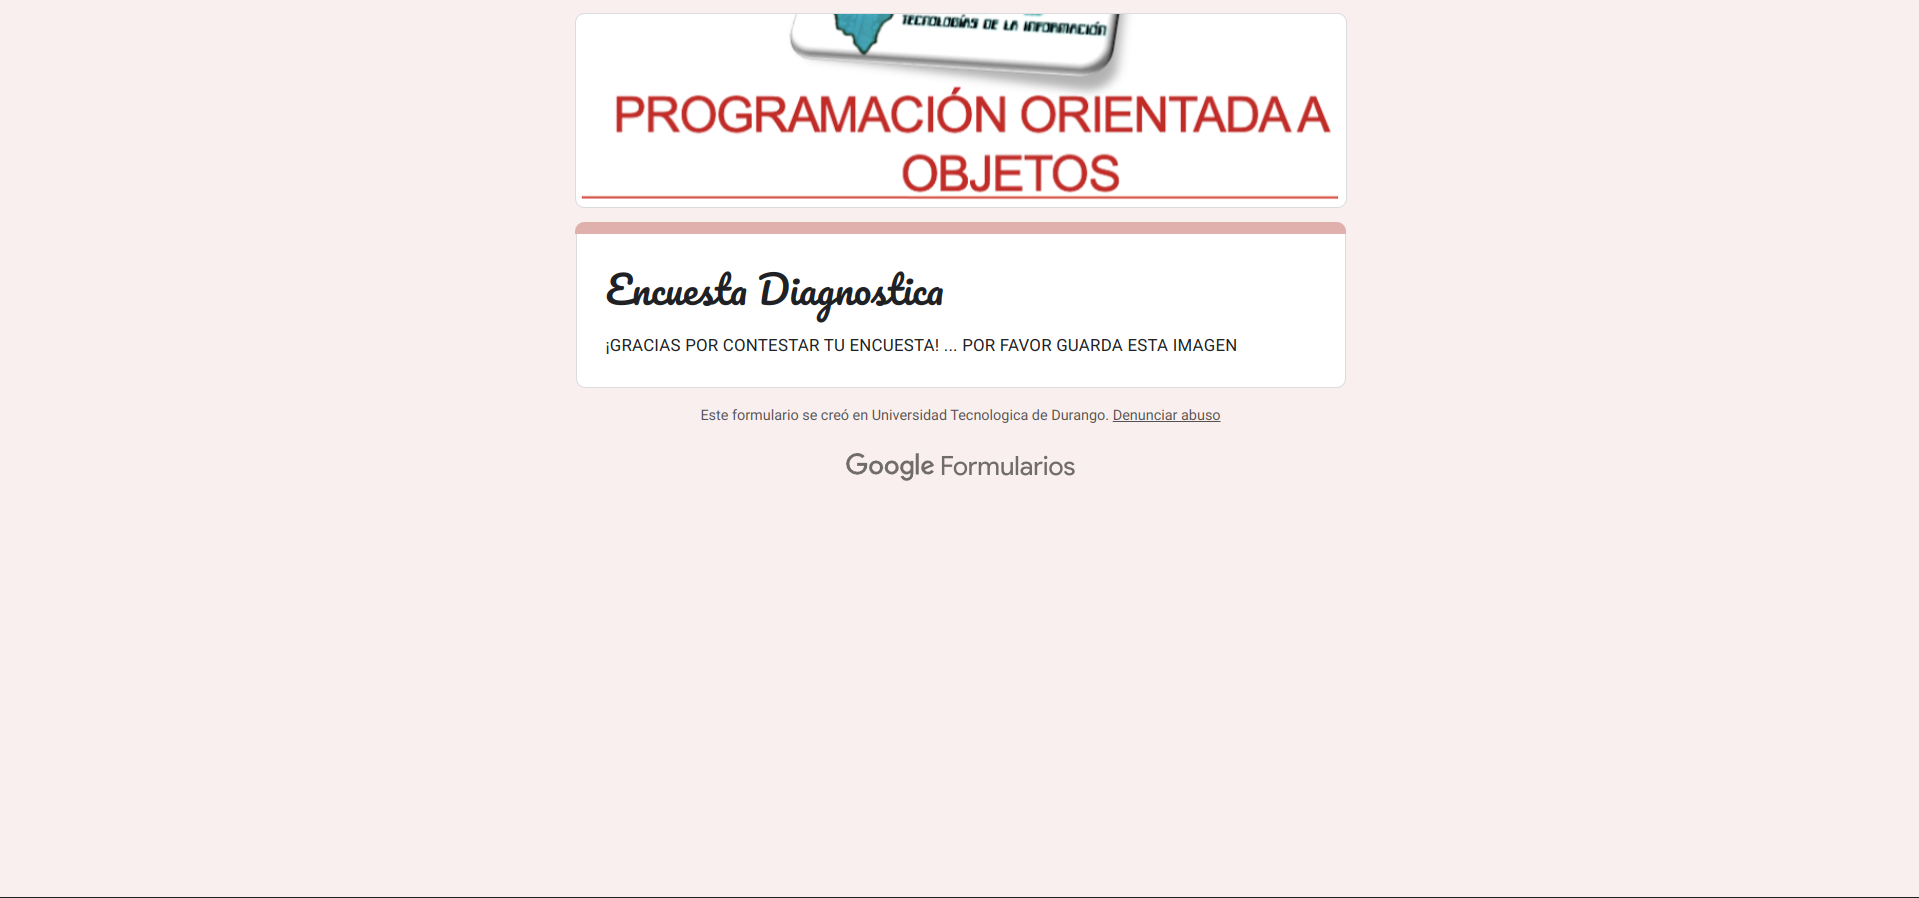 TECNOLOGÍAS DE LA INFORMACIÓN
PROGRAMACIÓN ORIENTADA A
OBJETOS
Encuesta Diagnostica
¡GRACIAS POR CONTESTAR TU ENCUESTA! ... POR FAVOR GUARDA ESTA IMAGEN
Este formulario se creó en Universidad Tecnologica de Durango. Denunciar abuso
Google Formularios